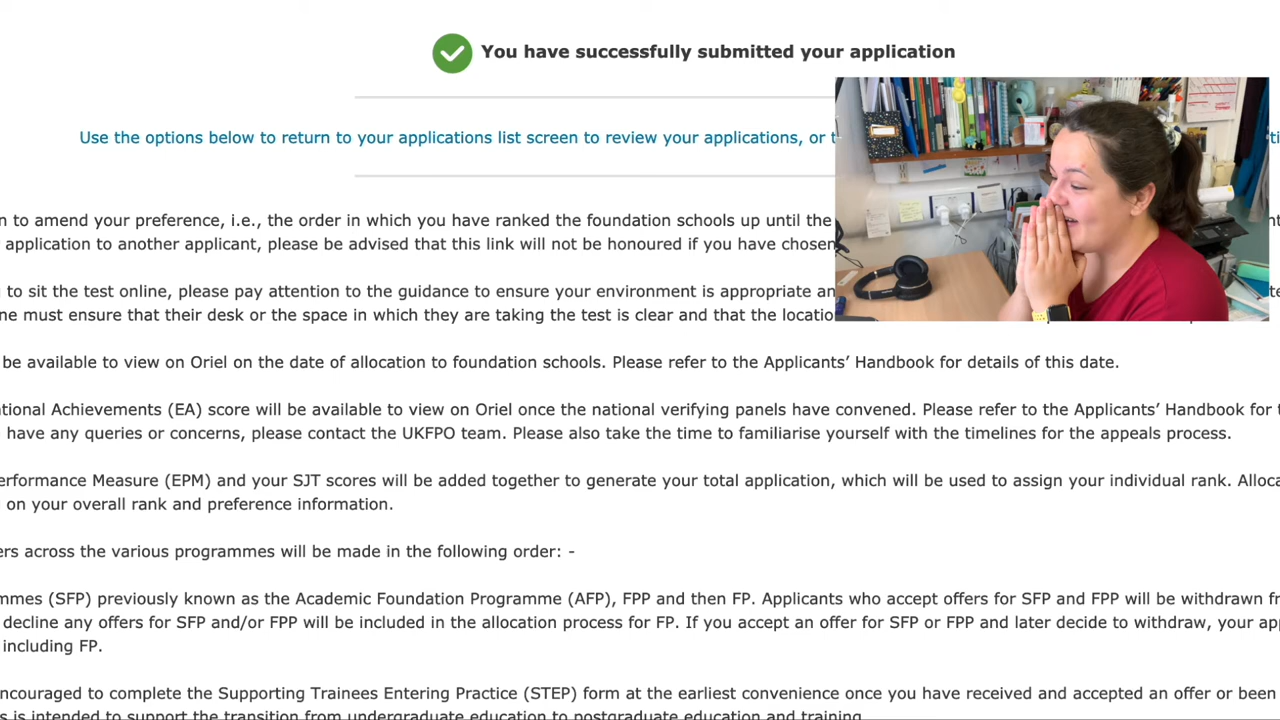 You have successfully submitted your application
Use the options below to return to your applications list screen to review your applications, or
to amend your preference, i.e., the order in which you have ranked the foundation schools up until the
application to another applicant, please be advised that this link will not be honoured if you have chosen
to sit the test online, please pay attention to the guidance to ensure your environment is appropriate
must ensure that their desk or the space in which they are taking the test is clear and that the
be available to view on Oriel on the date of allocation to foundation schools. Please refer to the Applicants’ Handbook for details of this date.
Achievements (EA) score will be available to view on Oriel once the national verifying panels have convened. Please refer to the Applicants’ Handbook for
have any queries or concerns, please contact the UKFPO team. Please also take the time to familiarise yourself with the timelines for the appeals process.
Measure (EPM) and your SJT scores will be added together to generate your total application, which will be used to assign your individual rank.
on your overall rank and preference information.
across the various programmes will be made in the following order: -
(SFP) previously known as the Academic Foundation Programme (AFP), FPP and then FP. Applicants who accept offers for SFP and FPP will be withdrawn
decline any offers for SFP and/or FPP will be included in the allocation process for FP. If you accept an offer for SFP or FPP and later decide to withdraw, your
including FP.
to complete the Supporting Trainees Entering Practice (STEP) form at the earliest convenience once you have received and accepted an offer or been
is intended to support the transition from undergraduate education to postgraduate education and training.